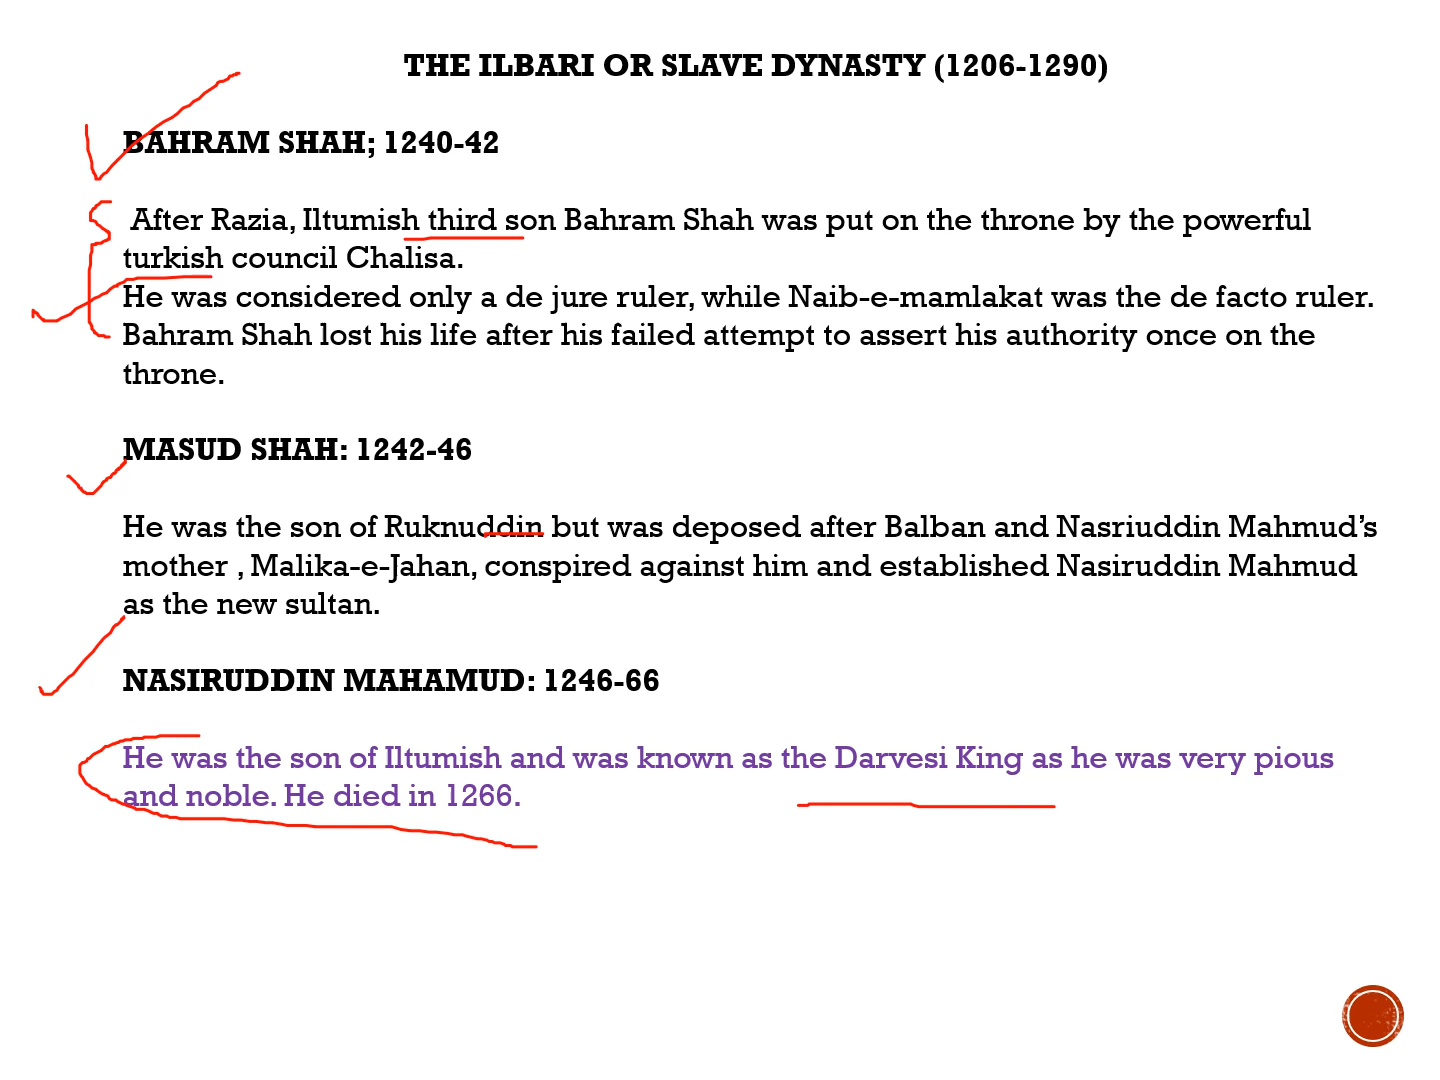 THE ILBARI OR SLAVE DYNASTY (1206-1290)
BAHRAM SHAH; 1240-42
After Razia, Iltumish third son Bahram Shah was put on the throne by the powerful
turkish council Chalisa.
He was considered only a de jure ruler, while Naib-e-mamlakat was the de facto ruler.
Bahram Shah lost his life after his failed attempt to assert his authority once on the
throne.
MASUD SHAH: 1242-46
He was the son of Ruknuddin but was deposed after Balban and Nasriuddin Mahmud’s
mother , Malika-e-Jahan, conspired against him and established Nasiruddin Mahmud
as the new sultan.
NASIRUDDIN MAHAMUD: 1246-66
He was the son of Iltumish and was known as the Darvesi King as he was very pious
and noble. He died in 1266.